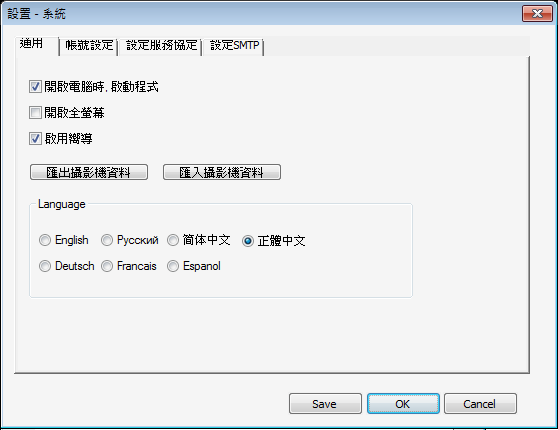 設置 - 系統
通用 帳號設定 設定服務協定 設定SMTP
開啟電腦時, 啟動程式
開啟全螢幕
啟用嚮導
匯出攝影機資料 匯入攝影機資料
Language
English Русский 简体中文 正體中文
Deutsch Francais Espanol
Save OK Cancel